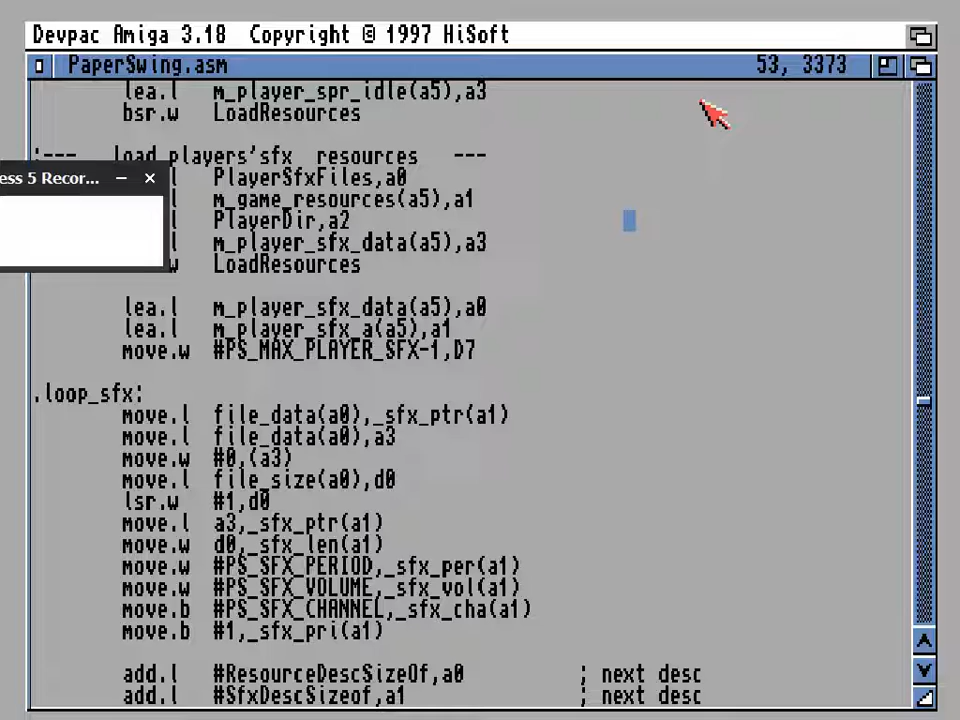 Devpac Amiga 3.18  Copyright © 1997 HiSoft
PaperSwing.asm 53, 3373
lea.l m_player_spr_idle(a5),a3
bsr.w LoadResources
;--- load players'sfx resources ---
ess 5 Recor...
l PlayerSfxFiles,a0
l m_game_resources(a5),a1
l PlayerDir,a2
l m_player_sfx_data(a5),a3
w LoadResources
lea.l m_player_sfx_data(a5),a0
lea.l m_player_sfx_a(a5),a1
move.w #PS_MAX_PLAYER_SFX-1,D7
.loop_sfx:
move.l file_data(a0),_sfx_ptr(a1)
move.l file_data(a0),a3
move.w #0,(a3)
move.l file_size(a0),d0
lsr.w #1,d0
move.l a3,_sfx_ptr(a1)
move.w d0,_sfx_len(a1)
move.w #PS_SFX_PERIOD,_sfx_per(a1)
move.w #PS_SFX_VOLUME,_sfx_vol(a1)
move.b #PS_SFX_CHANNEL,_sfx_cha(a1)
move.b #1,_sfx_pri(a1)
add.l #ResourceDescSizeOf,a0 ; next desc
add.l #SfxDescSizeof,a1 ; next desc